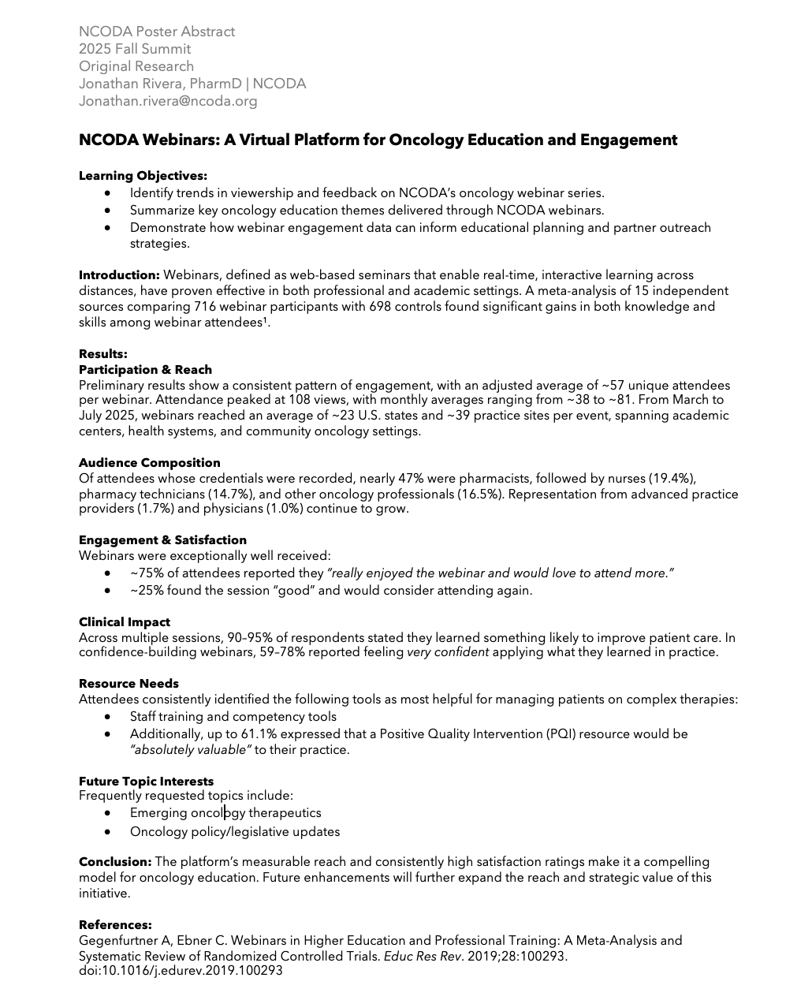 NCODA Poster Abstract
2025 Fall Summit
Original Research
Jonathan Rivera, PharmD | NCODA
Jonathan.rivera@ncoda.org
NCODA Webinars: A Virtual Platform for Oncology Education and Engagement
Learning Objectives:
• Identify trends in viewership and feedback on NCODA's oncology webinar series.
• Summarize key oncology education themes delivered through NCODA webinars.
• Demonstrate how webinar engagement data can inform educational planning and partner outreach
strategies.
Introduction: Webinars, defined as web-based seminars that enable real-time, interactive learning across
distances, have proven effective in both professional and academic settings. A meta-analysis of 15 independent
sources comparing 716 webinar participants with 698 controls found significant gains in both knowledge and
skills among webinar attendees¹.
Results:
Participation & Reach
Preliminary results show a consistent pattern of engagement, with an adjusted average of ~57 unique attendees
per webinar. Attendance peaked at 108 views, with monthly averages ranging from ~38 to ~81. From March to
July 2025, webinars reached an average of ~23 U.S. states and ~39 practice sites per event, spanning academic
centers, health systems, and community oncology settings.
Audience Composition
Of attendees whose credentials were recorded, nearly 47% were pharmacists, followed by nurses (19.4%),
pharmacy technicians (14.7%), and other oncology professionals (16.5%). Representation from advanced practice
providers (1.7%) and physicians (1.0%) continue to grow.
Engagement & Satisfaction
Webinars were exceptionally well received:
• ~75% of attendees reported they "really enjoyed the webinar and would love to attend more."
• ~25% found the session "good" and would consider attending again.
Clinical Impact
Across multiple sessions, 90–95% of respondents stated they learned something likely to improve patient care. In
confidence-building webinars, 59–78% reported feeling very confident applying what they learned in practice.
Resource Needs
Attendees consistently identified the following tools as most helpful for managing patients on complex therapies:
• Staff training and competency tools
• Additionally, up to 61.1% expressed that a Positive Quality Intervention (PQI) resource would be
"absolutely valuable" to their practice.
Future Topic Interests
Frequently requested topics include:
• Emerging oncology therapeutics
• Oncology policy/legislative updates
Conclusion: The platform's measurable reach and consistently high satisfaction ratings make it a compelling
model for oncology education. Future enhancements will further expand the reach and strategic value of this
initiative.
References:
Gegenfurtner A, Ebner C. Webinars in Higher Education and Professional Training: A Meta-Analysis and
Systematic Review of Randomized Controlled Trials. Educ Res Rev. 2019;28:100293.
doi:10.1016/j.edurev.2019.100293